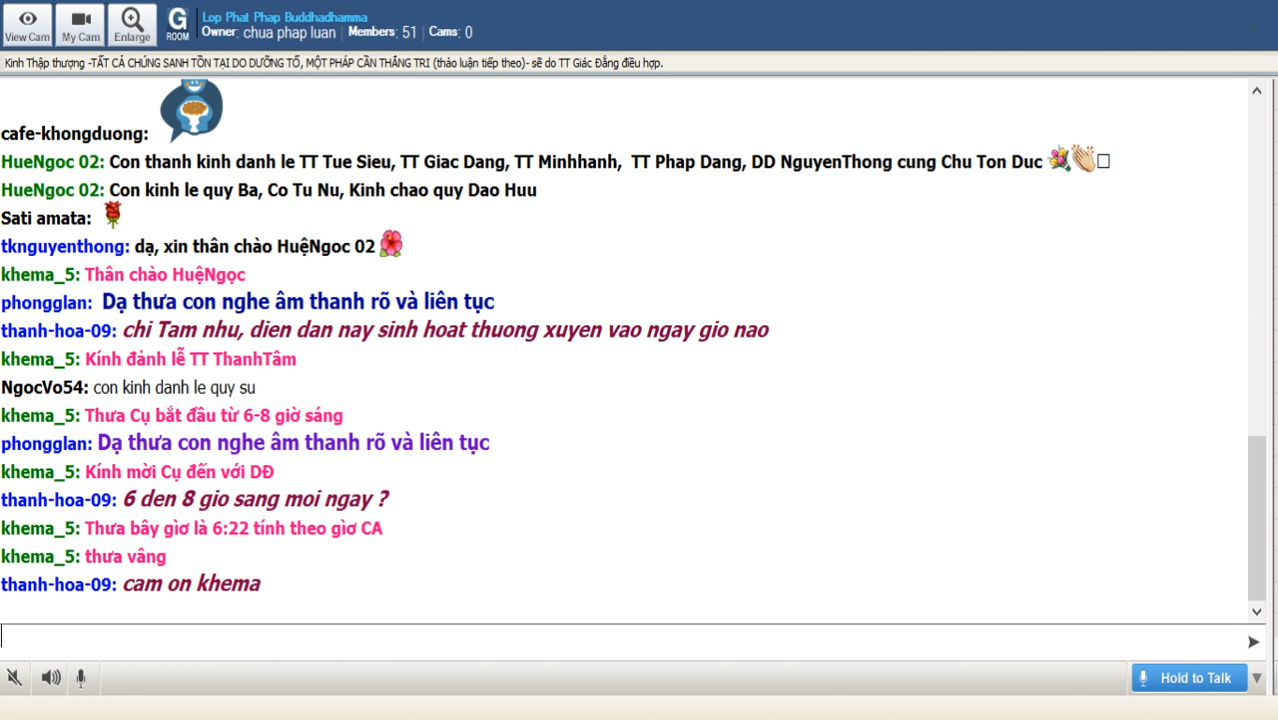 View Cam
My Cam
Enlarge
G
ROOM
Lop Phat Phap Buddhadhamma
Owner: chua phap luan | Members: 51 | Cams: 0
Kinh Thập thượng -TẤT CẢ CHÚNG SANH TỒN TẠI DO DƯỠNG TỐ, MỘT PHÁP CẦN THẮNG TRI (thảo luận tiếp theo)- sẽ do TT Giác Đẳng điều hợp.
cafe-khongduong:
HueNgoc 02: Con thanh kinh danh le TT Tue Sieu, TT Giac Dang, TT Minhhanh, TT Phap Dang, DD NguyenThong cung Chu Ton Duc
HueNgoc 02: Con kinh le quy Ba, Co Tu Nu, Kinh chao quy Dao Huu
Sati amata:
tknguyenthong: dạ, xin thân chào HuệNgọc 02
khema_5: Thân chào HuệNgọc
phongglan: Dạ thưa con nghe âm thanh rõ và liên tục
thanh-hoa-09: chi Tam nhu, dien dan nay sinh hoat thuong xuyen vao ngay gio nao
khema_5: Kính đảnh lễ TT ThanhTâm
NgocVo54: con kinh danh le quy su
khema_5: Thưa Cụ bắt đầu từ 6-8 giờ sáng
phongglan: Dạ thưa con nghe âm thanh rõ và liên tục
khema_5: Kính mời Cụ đến với DĐ
thanh-hoa-09: 6 den 8 gio sang moi ngay ?
khema_5: Thưa bây giờ là 6:22 tính theo giờ CA
khema_5: thưa vâng
thanh-hoa-09: cam on khema
Hold to Talk